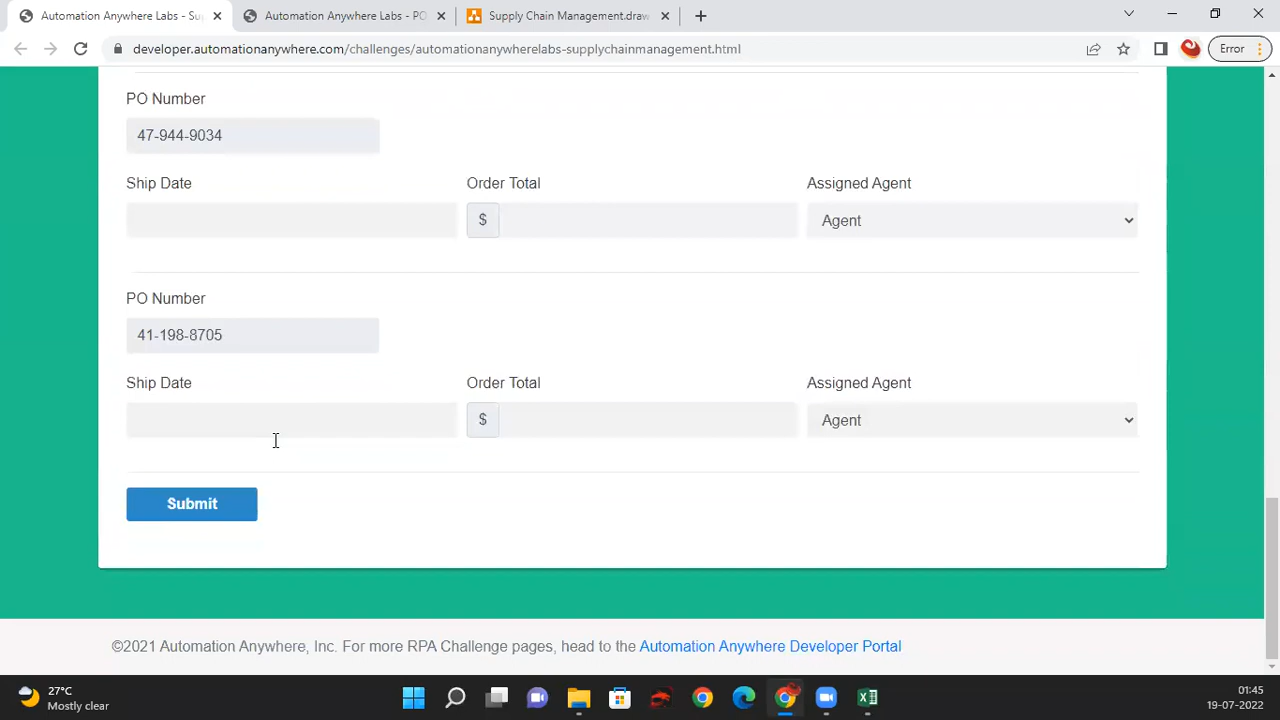 Automation Anywhere Labs - Su
Automation Anywhere Labs - PO
Supply Chain Management.draw
developer.automationanywhere.com/challenges/automationanywherelabs-supplychainmanagement.html
Error
PO Number
47-944-9034
Ship Date
Order Total
Assigned Agent
$
Agent
PO Number
41-198-8705
Ship Date
Order Total
Assigned Agent
$
Agent
Submit
©2021 Automation Anywhere, Inc. For more RPA Challenge pages, head to the Automation Anywhere Developer Portal
27°C
Mostly clear
01:45
19-07-2022